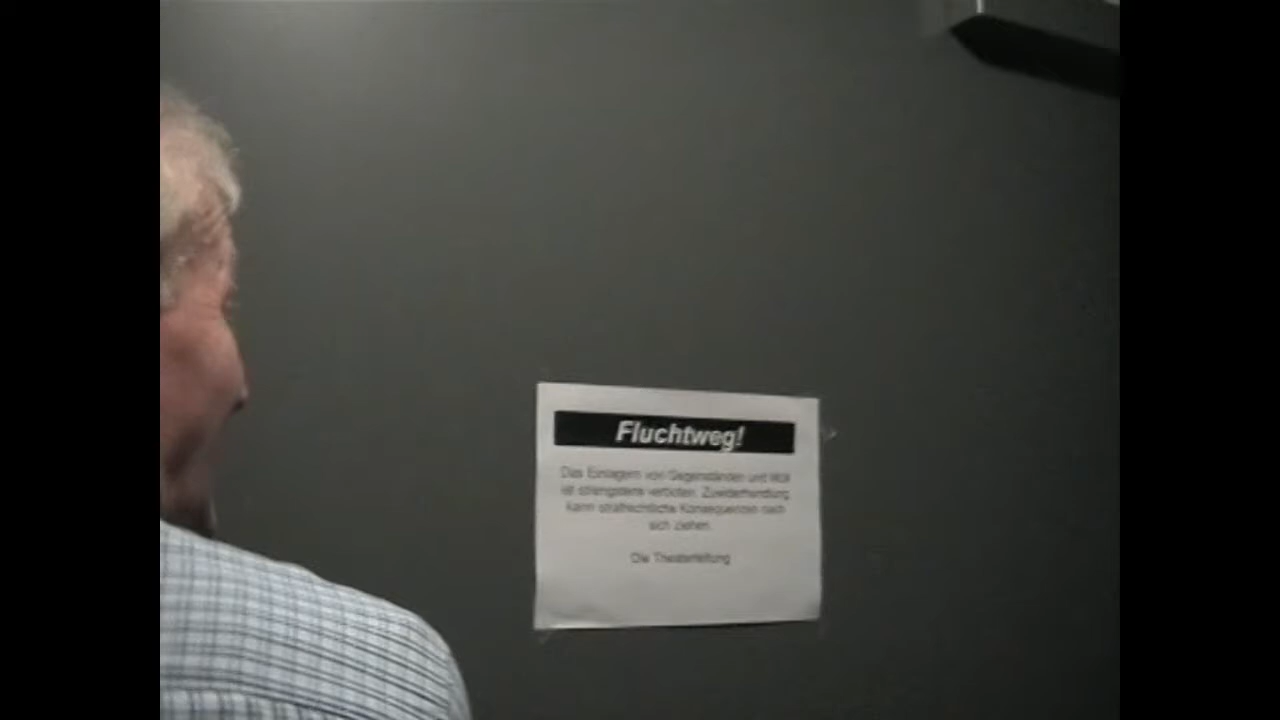 Fluchtweg!
Das Einlagern von Gegenständen und Müll
ist strengstens verboten. Zuwiderhandlung
kann strafrechtliche Konsequenzen nach
sich ziehen.
Die Theaterleitung